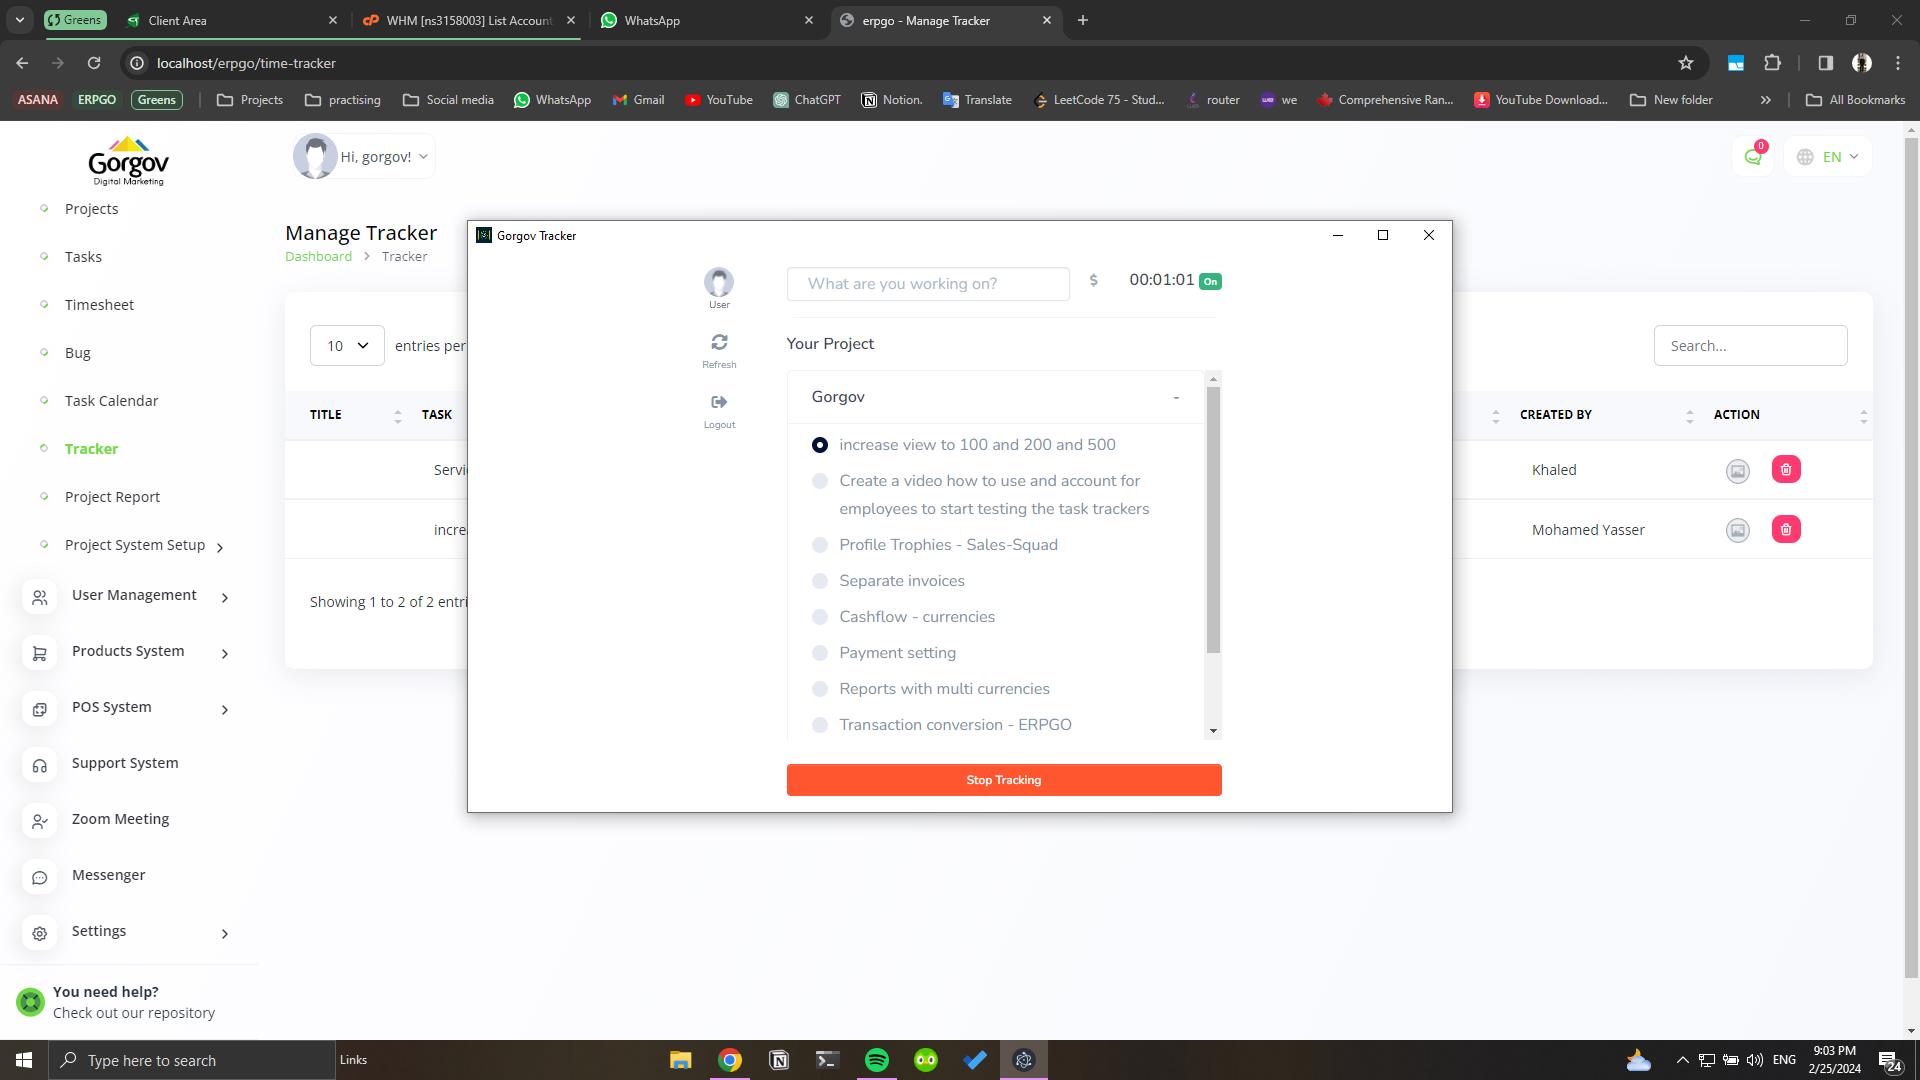 Greens
Client Area
WHM [ns3158003] List Account
WhatsApp
erpgo - Manage Tracker
localhost/erpgo/time-tracker
ASANA
ERPGO
Greens
Projects
practising
Social media
WhatsApp
Gmail
YouTube
ChatGPT
Notion.
Translate
LeetCode 75 - Stud...
router
we
Comprehensive Ran...
YouTube Download...
New folder
All Bookmarks
Gorgov
Digital Marketing
Hi, gorgov!
0
EN
Projects
Tasks
Timesheet
Bug
Task Calendar
Tracker
Project Report
Project System Setup
User Management
Products System
POS System
Support System
Zoom Meeting
Messenger
Settings
You need help?
Check out our repository
Manage Tracker
Dashboard > Tracker
10
entries per
Search...
TITLE
TASK
CREATED BY
ACTION
Servi
Khaled
increa
Mohamed Yasser
Showing 1 to 2 of 2 entri
Gorgov Tracker
User
Refresh
Logout
What are you working on?
$
00:01:01
On
Your Project
Gorgov
-
increase view to 100 and 200 and 500
Create a video how to use and account for
employees to start testing the task trackers
Profile Trophies - Sales-Squad
Separate invoices
Cashflow - currencies
Payment setting
Reports with multi currencies
Transaction conversion - ERPGO
Stop Tracking
Type here to search
Links
ENG
9:03 PM
2/25/2024
24